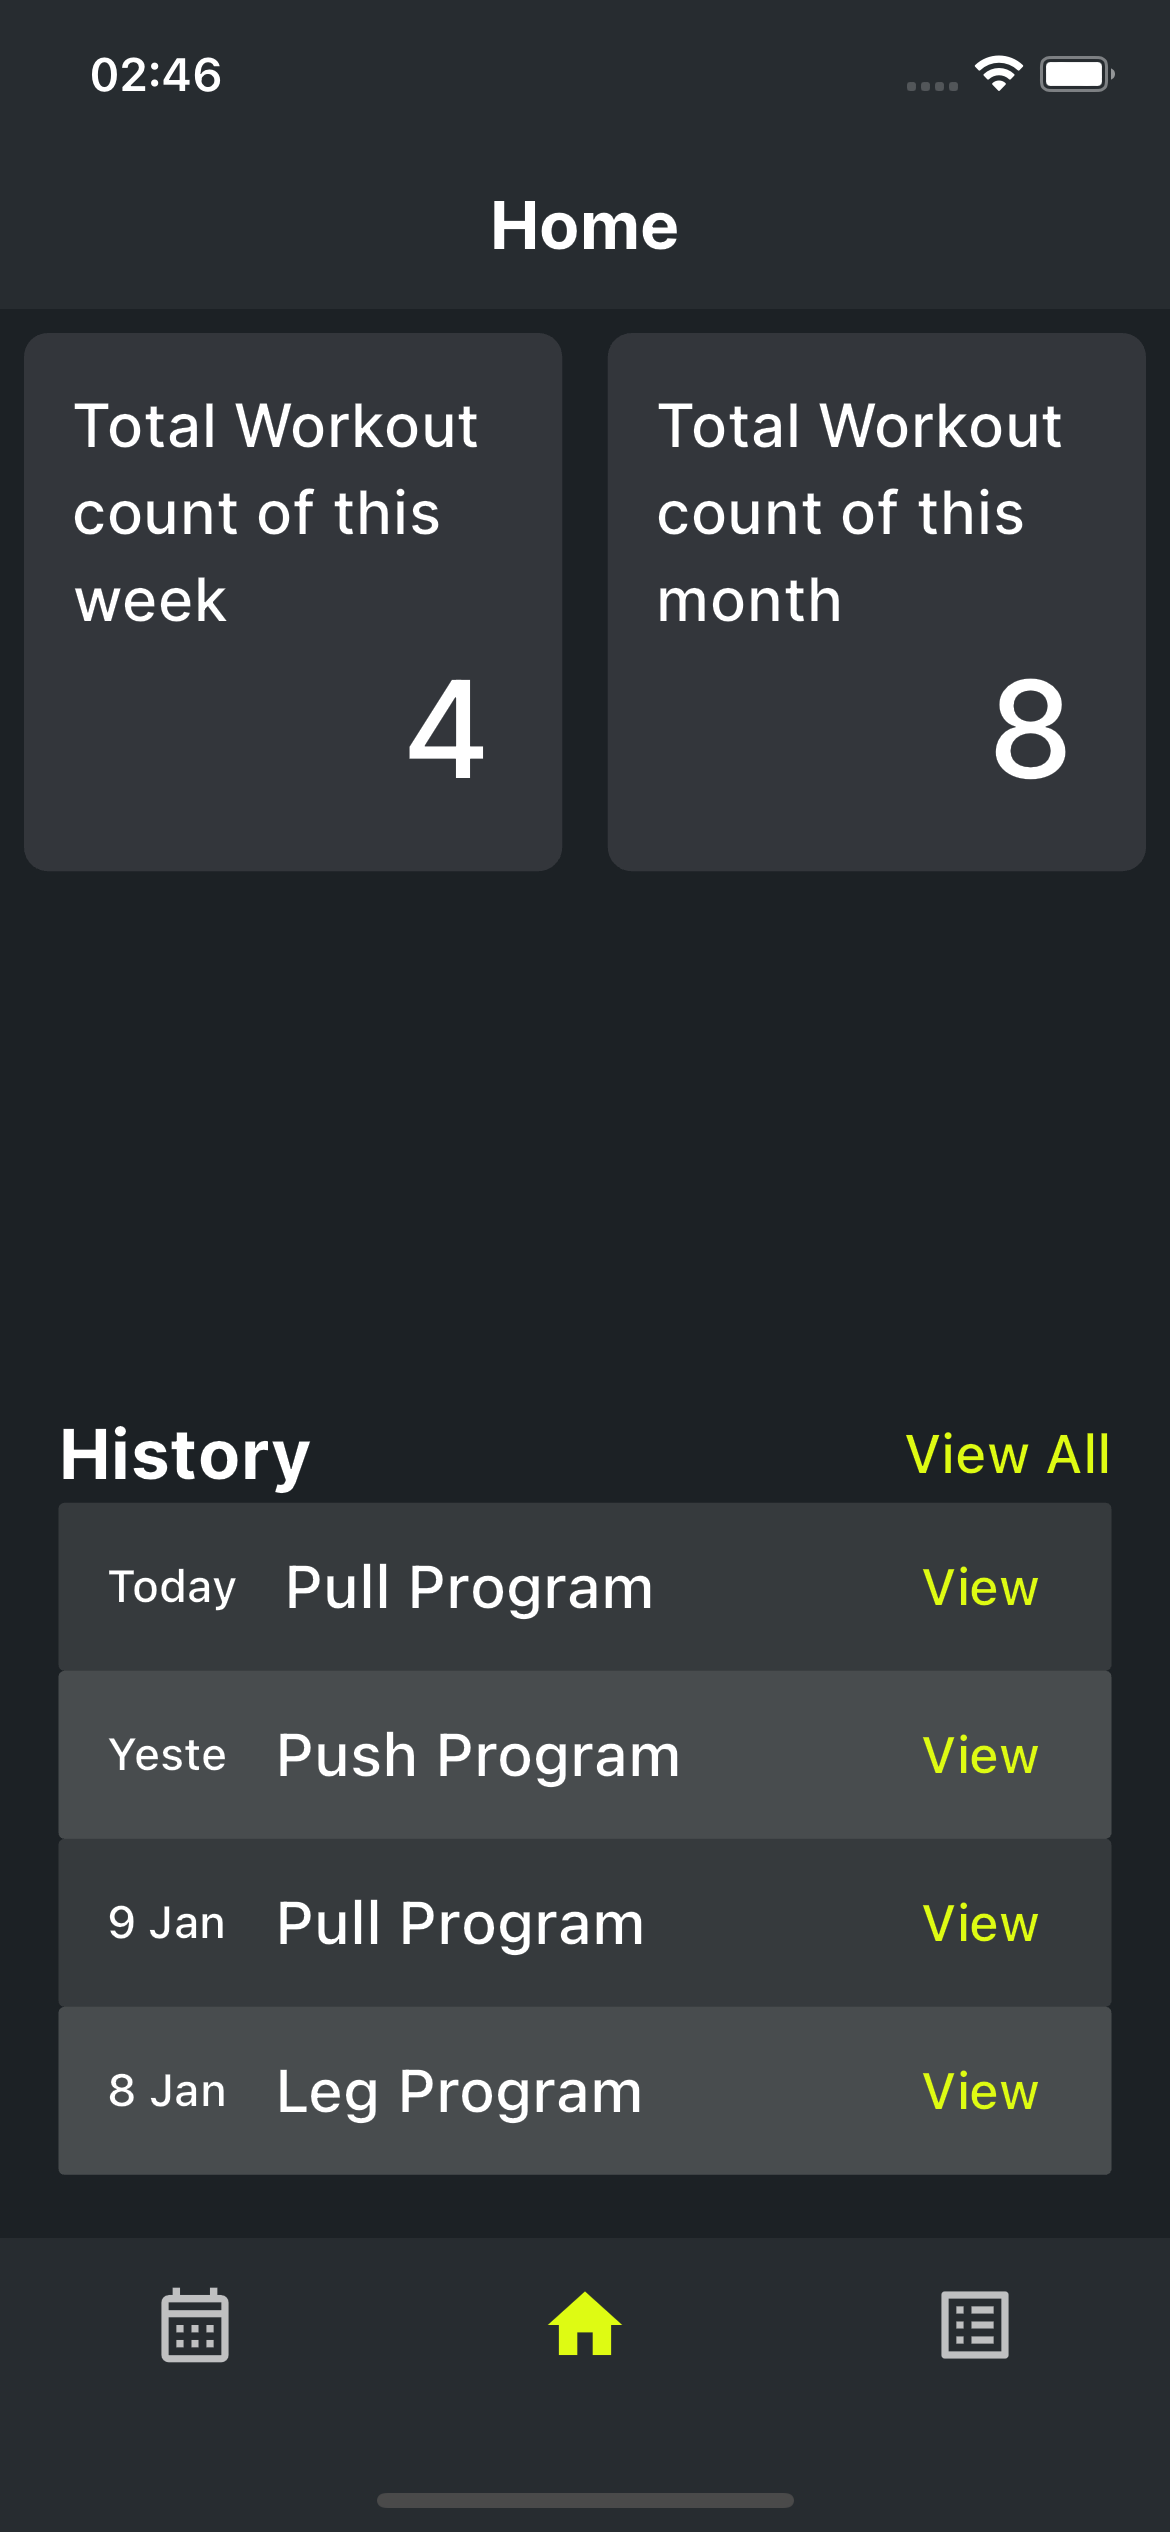 02:46
Home
Total Workout
count of this
week
4
Total Workout
count of this
month
8
History
View All
Today Pull Program View
Yeste Push Program View
9 Jan Pull Program View
8 Jan Leg Program View